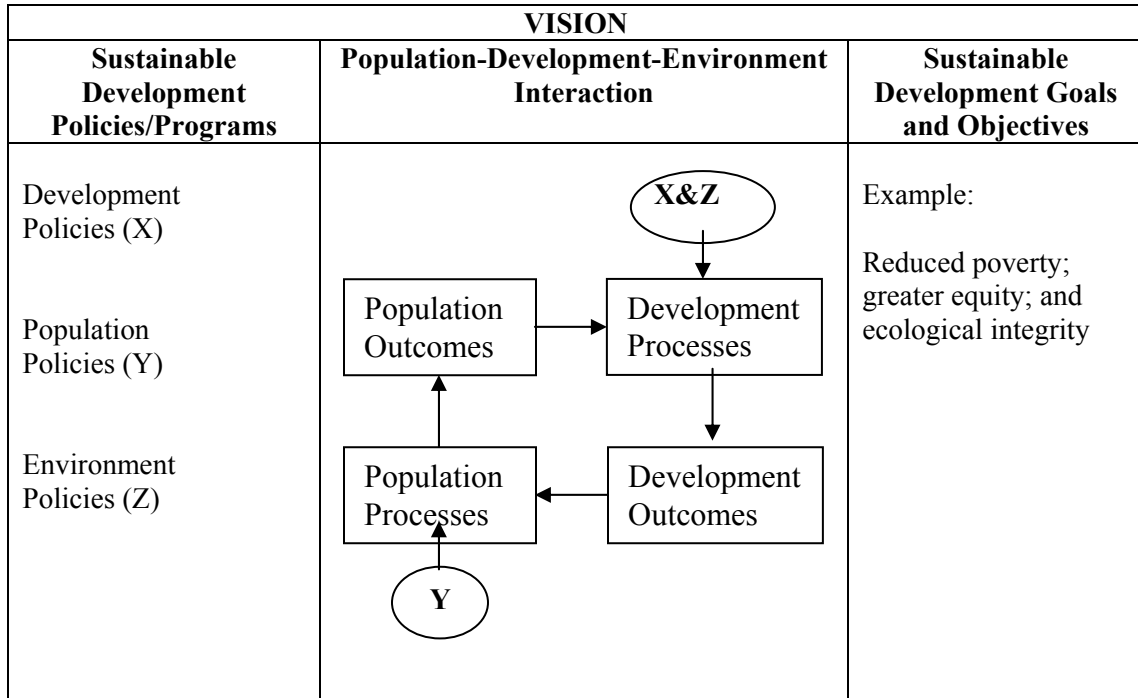 VISION
Sustainable
Development
Policies/Programs
Population-Development-Environment
Interaction
Sustainable
Development Goals
and Objectives
Development
Policies (X)
Population
Policies (Y)
Environment
Policies (Z)
X&Z
Population
Outcomes
Development
Processes
Population
Processes
Development
Outcomes
Y
Example:
Reduced poverty;
greater equity; and
ecological integrity